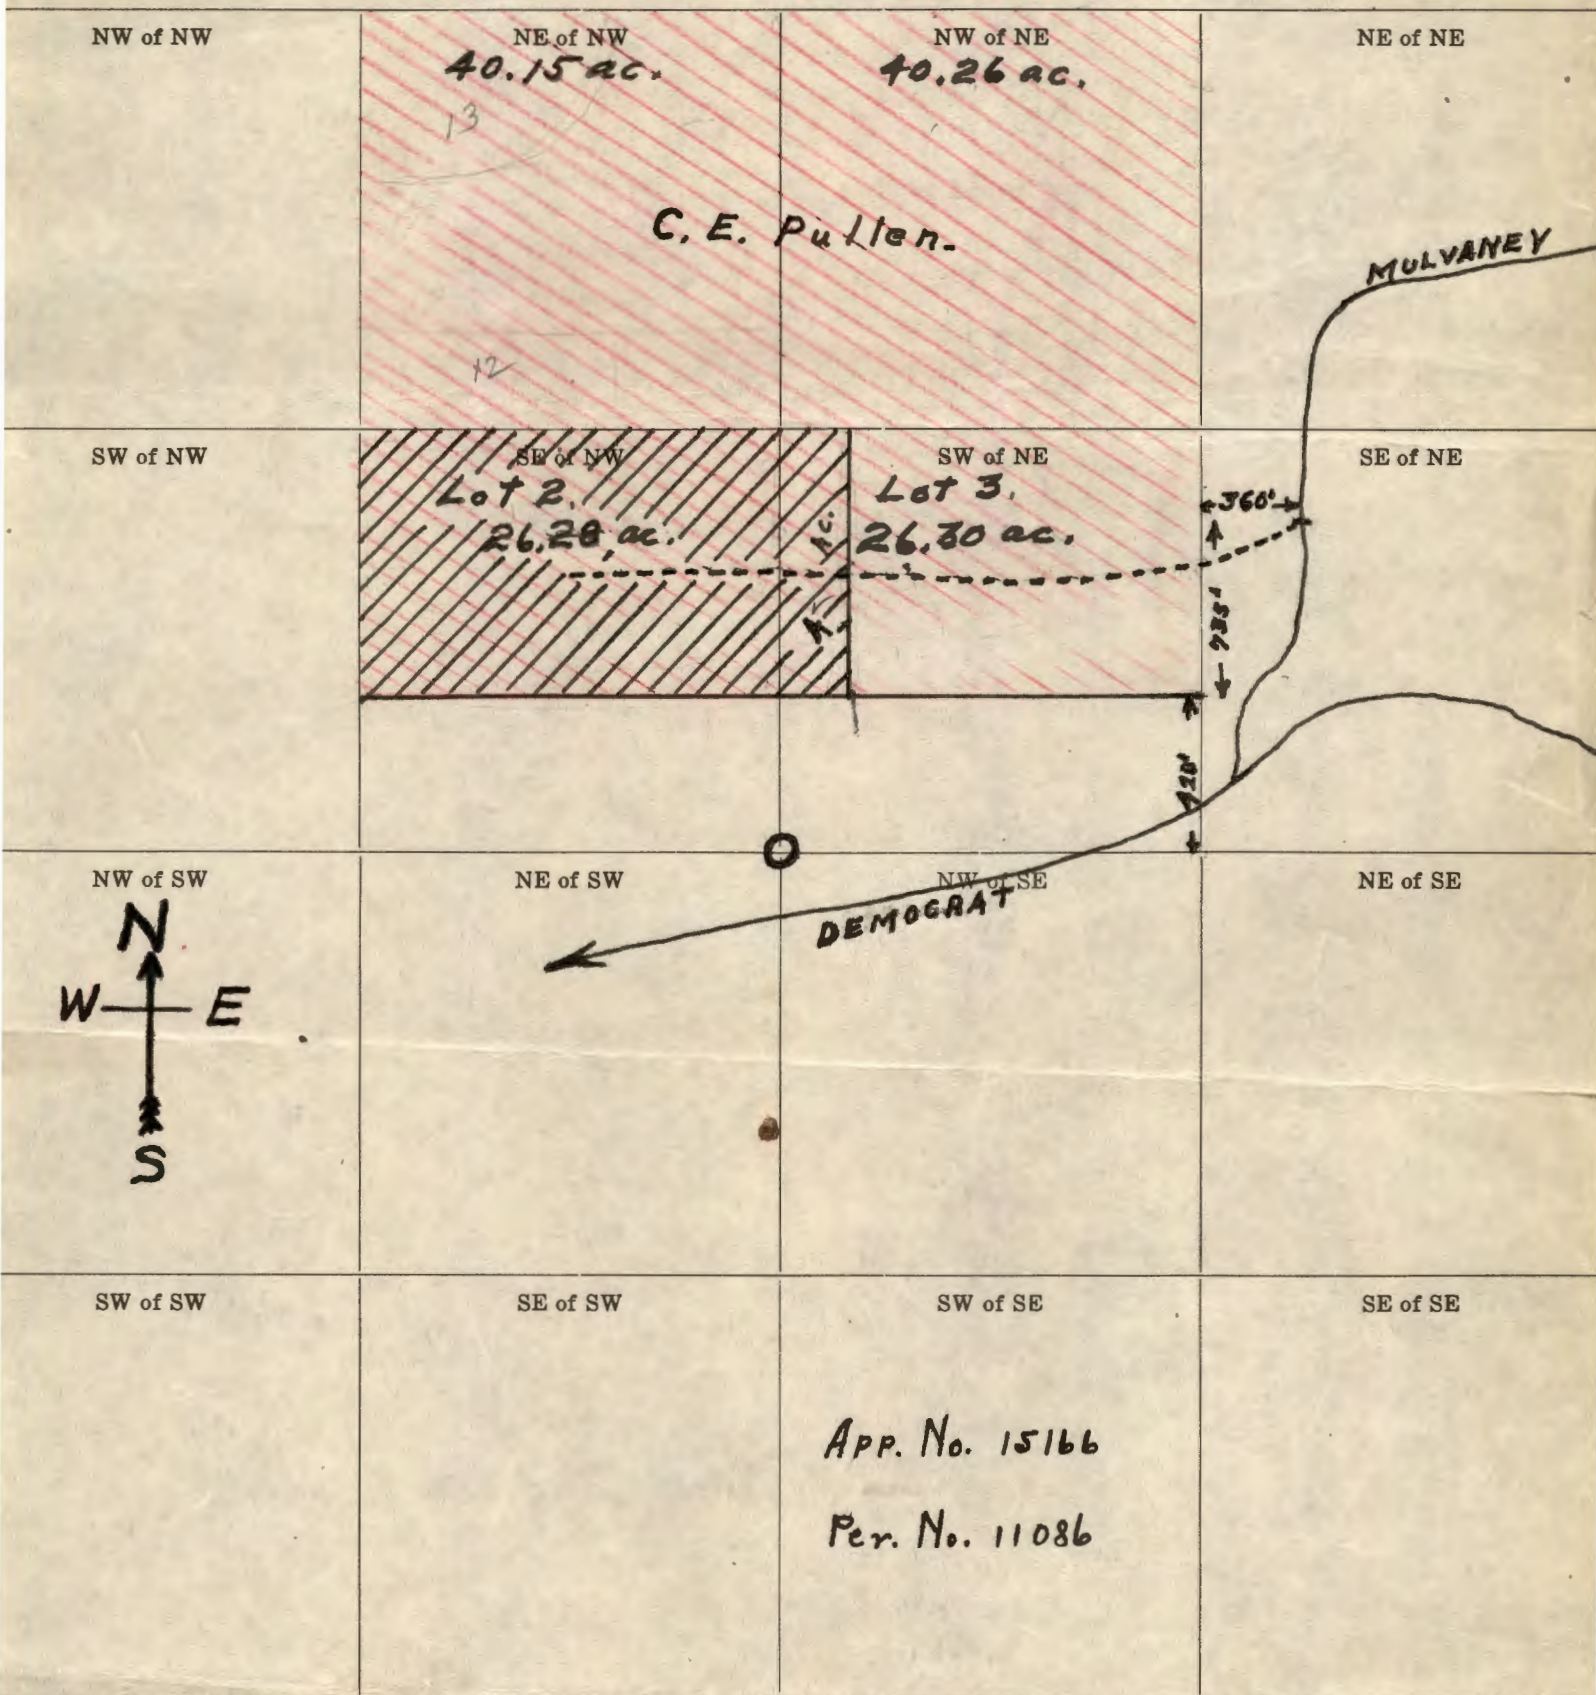 NW of NW
NE of NW
NW of NE
NE of NE
40.15 ac.
40.26 ac.
13
C. E. Pullen.
MULVANEY
12
SW of NW
SE of NW
SW of NE
SE of NE
Lot 2.
Lot 3.
360'
26.28 ac.
Ac.
26.30 ac.
935'
420'
NW of SW
NE of SW
NW of SE
NE of SE
DEMOCRAT
N
W
E
S
SW of SW
SE of SW
SW of SE
SE of SE
App. No. 15166
Per. No. 11086